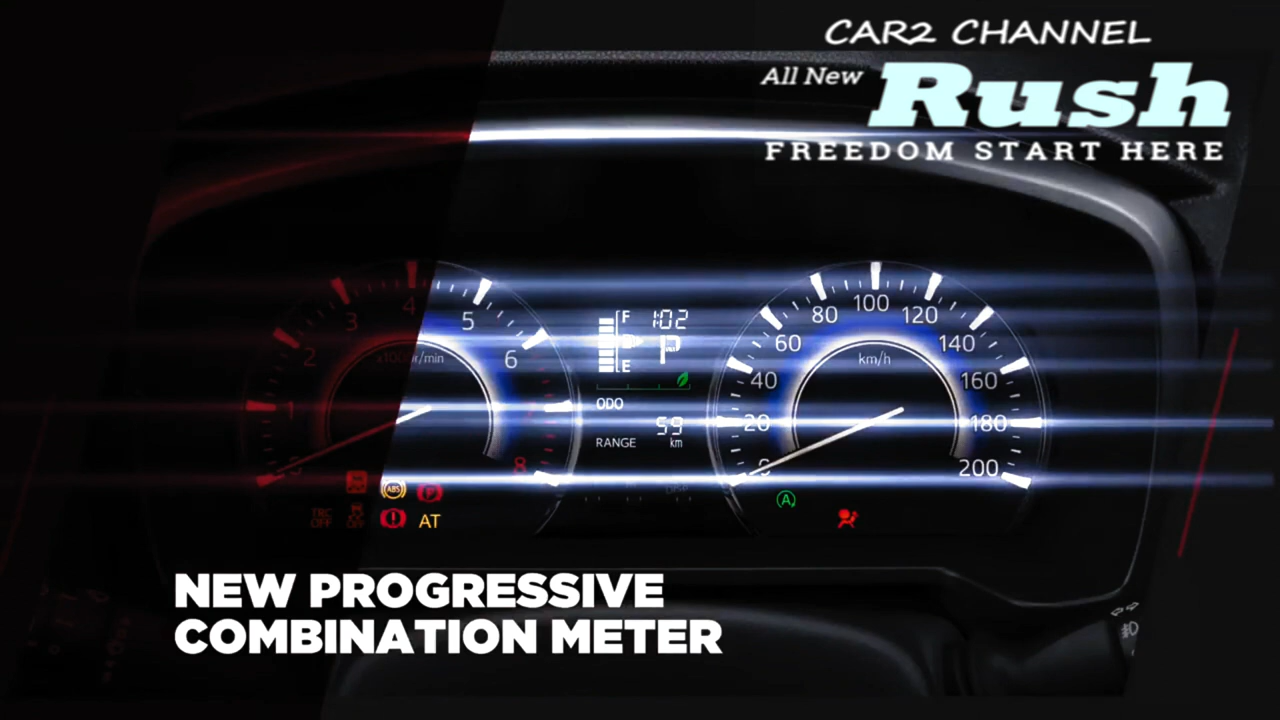 CAR2 CHANNEL
All New Rush
FREEDOM START HERE
1
2
3
4
5
6
8
x1000r/min
F
E
102
P
ODO
59
RANGE km
0
20
40
60
80
100
120
140
160
180
200
km/h
ABS
P
TRC
OFF
AT
A
NEW PROGRESSIVE
COMBINATION METER